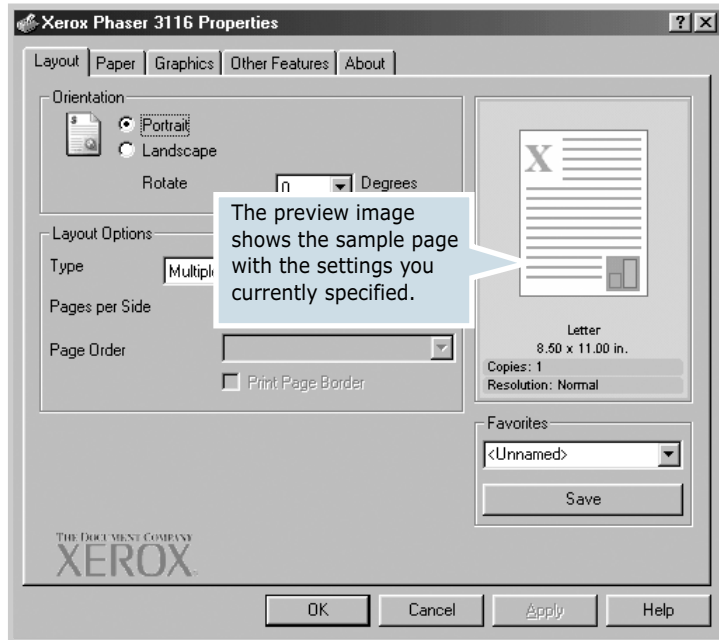 Xerox Phaser 3116 Properties
Layout Paper Graphics Other Features About
Orientation
Portrait
Landscape
Rotate 0 Degrees
The preview image
shows the sample page
with the settings you
currently specified.
Layout Options
Type
Pages per Side
Page Order
Print Page Border
X
Letter
8.50 x 11.00 in.
Copies: 1
Resolution: Normal
Favorites
<Unnamed>
Save
THE DOCUMENT COMPANY
XEROX
OK Cancel Apply Help